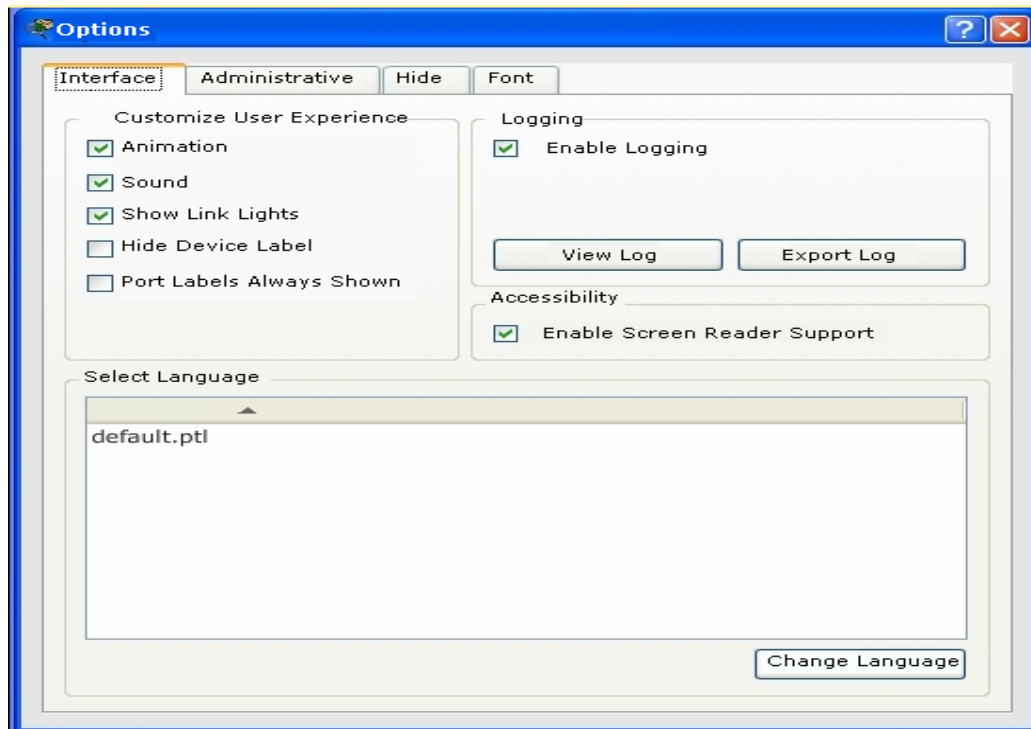 Options
Interface
Administrative
Hide
Font
Customize User Experience
Animation
Sound
Show Link Lights
Hide Device Label
Port Labels Always Shown
Logging
Enable Logging
View Log
Export Log
Accessibility
Enable Screen Reader Support
Select Language
default.ptl
Change Language